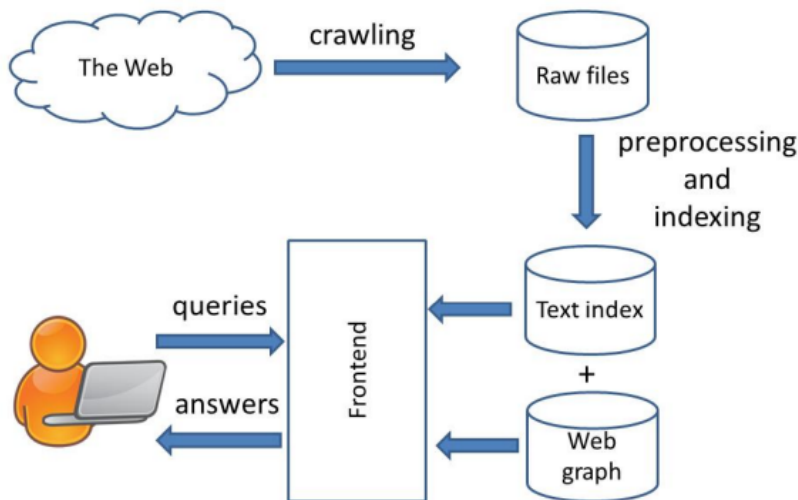 crawling
The Web
Raw files
preprocessing
and
indexing
queries
Frontend
Text index
+
answers
Web
graph